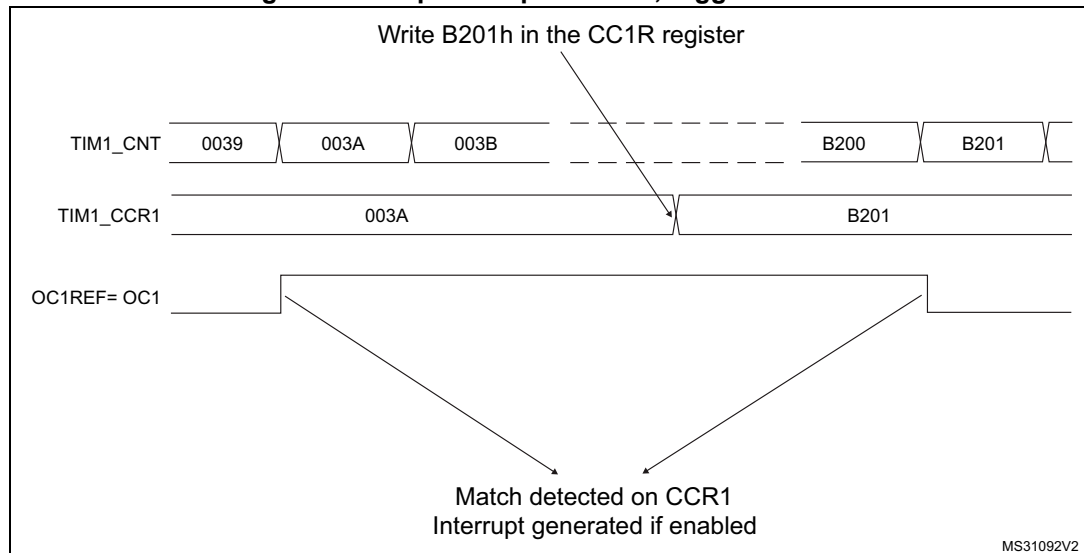 Write B201h in the CC1R register
TIM1_CNT 0039 003A 003B B200 B201
TIM1_CCR1 003A B201
OC1REF= OC1
Match detected on CCR1
Interrupt generated if enabled
MS31092V2